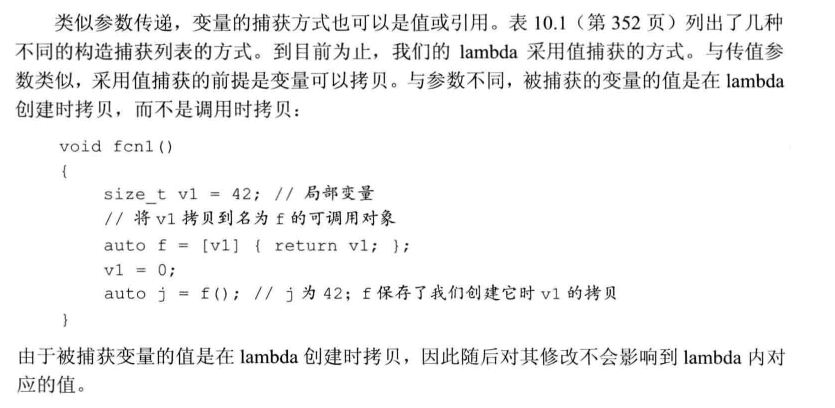 类似参数传递，变量的捕获方式也可以是值或引用。表 10.1（第 352 页）列出了几种
不同的构造捕获列表的方式。到目前为止，我们的 lambda 采用值捕获的方式。与传值参
数类似，采用值捕获的前提是变量可以拷贝。与参数不同，被捕获的变量的值是在 lambda
创建时拷贝，而不是调用时拷贝：
void fcn1()
{
    size_t v1 = 42; // 局部变量
    // 将 v1 拷贝到名为 f 的可调用对象
    auto f = [v1] { return v1; };
    v1 = 0;
    auto j = f(); // j 为 42；f 保存了我们创建它时 v1 的拷贝
}
由于被捕获变量的值是在 lambda 创建时拷贝，因此随后对其修改不会影响到 lambda 内对
应的值。